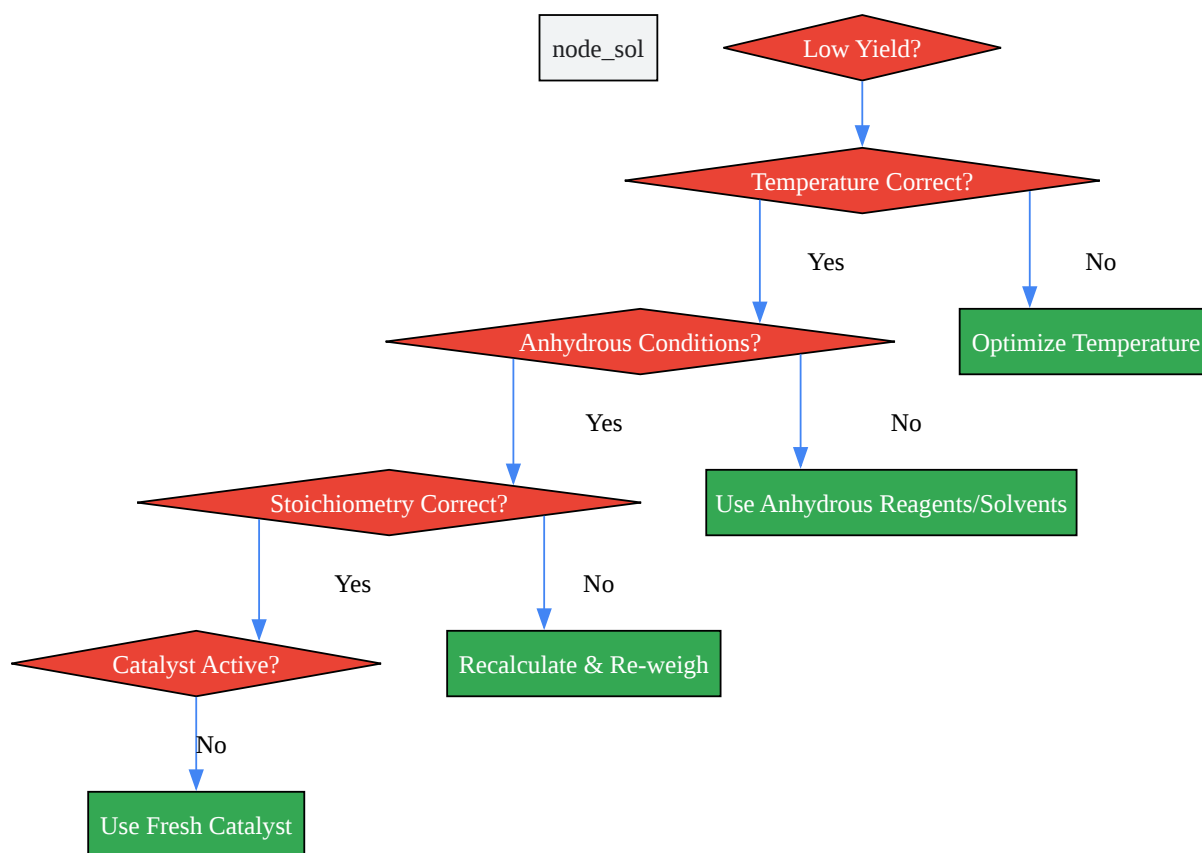 node_sol
Low Yield?
Temperature Correct?
Yes
No
Anhydrous Conditions?
Optimize Temperature
Yes
No
Stoichiometry Correct?
Use Anhydrous Reagents/Solvents
Yes
No
Catalyst Active?
Recalculate & Re-weigh
No
Use Fresh Catalyst